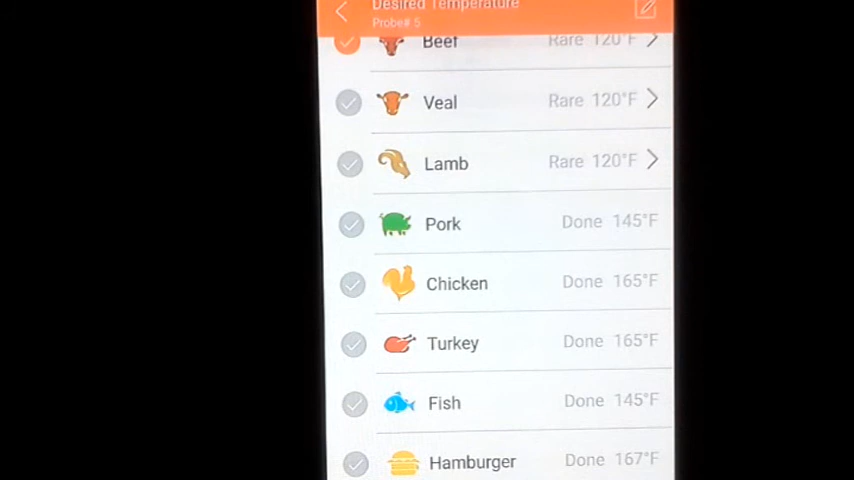 Desired Temperature
Probe# 5
Beef Rare 120°F
Veal Rare 120°F
Lamb Rare 120°F
Pork Done 145°F
Chicken Done 165°F
Turkey Done 165°F
Fish Done 145°F
Hamburger Done 167°F